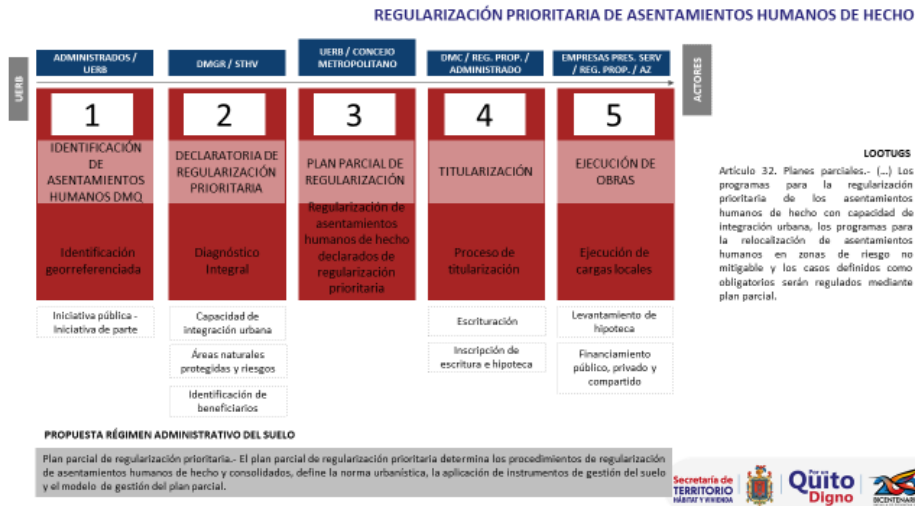 REGULARIZACIÓN PRIORITARIA DE ASENTAMIENTOS HUMANOS DE HECHO
UERB
ADMINISTRADOS /
UERB
DMGR / STHV
UERB / CONCEJO
METROPOLITANO
DMC / REG. PROP. /
ADMINISTRADO
EMPRESAS PRES. SERV
/ REG. PROP. / AZ
ACTORES
1
IDENTIFICACIÓN
DE
ASENTAMIENTOS
HUMANOS DMQ
Identificación
georreferenciada
Iniciativa pública -
Iniciativa de parte
2
DECLARATORIA DE
REGULARIZACIÓN
PRIORITARIA
Diagnóstico
Integral
Capacidad de
integración urbana
Áreas naturales
protegidas y riesgos
Identificación de
beneficiarios
3
PLAN PARCIAL DE
REGULARIZACIÓN
Regularización de
asentamientos
humanos de hecho
declarados de
regularización
prioritaria
4
TITULARIZACIÓN
Proceso de
titularización
Escrituración
Inscripción de
escritura e hipoteca
5
EJECUCIÓN DE
OBRAS
Ejecución de
cargas locales
Levantamiento de
hipoteca
Financiamiento
público, privado y
compartido
LOOTUGS
Artículo 32. Planes parciales.- (...) Los
programas para la regularización
prioritaria de los asentamientos
humanos de hecho con capacidad de
integración urbana, los programas para
la relocalización de asentamientos
humanos en zonas de riesgo no
mitigable y los casos definidos como
obligatorios serán regulados mediante
plan parcial.
PROPUESTA RÉGIMEN ADMINISTRATIVO DEL SUELO
Plan parcial de regularización prioritaria.- El plan parcial de regularización prioritaria determina los procedimientos de regularización
de asentamientos humanos de hecho y consolidados, define la norma urbanística, la aplicación de instrumentos de gestión del suelo
y el modelo de gestión del plan parcial.
Secretaría de
TERRITORIO
HÁBITAT Y VIVIENDA
Por un
Quito
Digno
BICENTENARIO